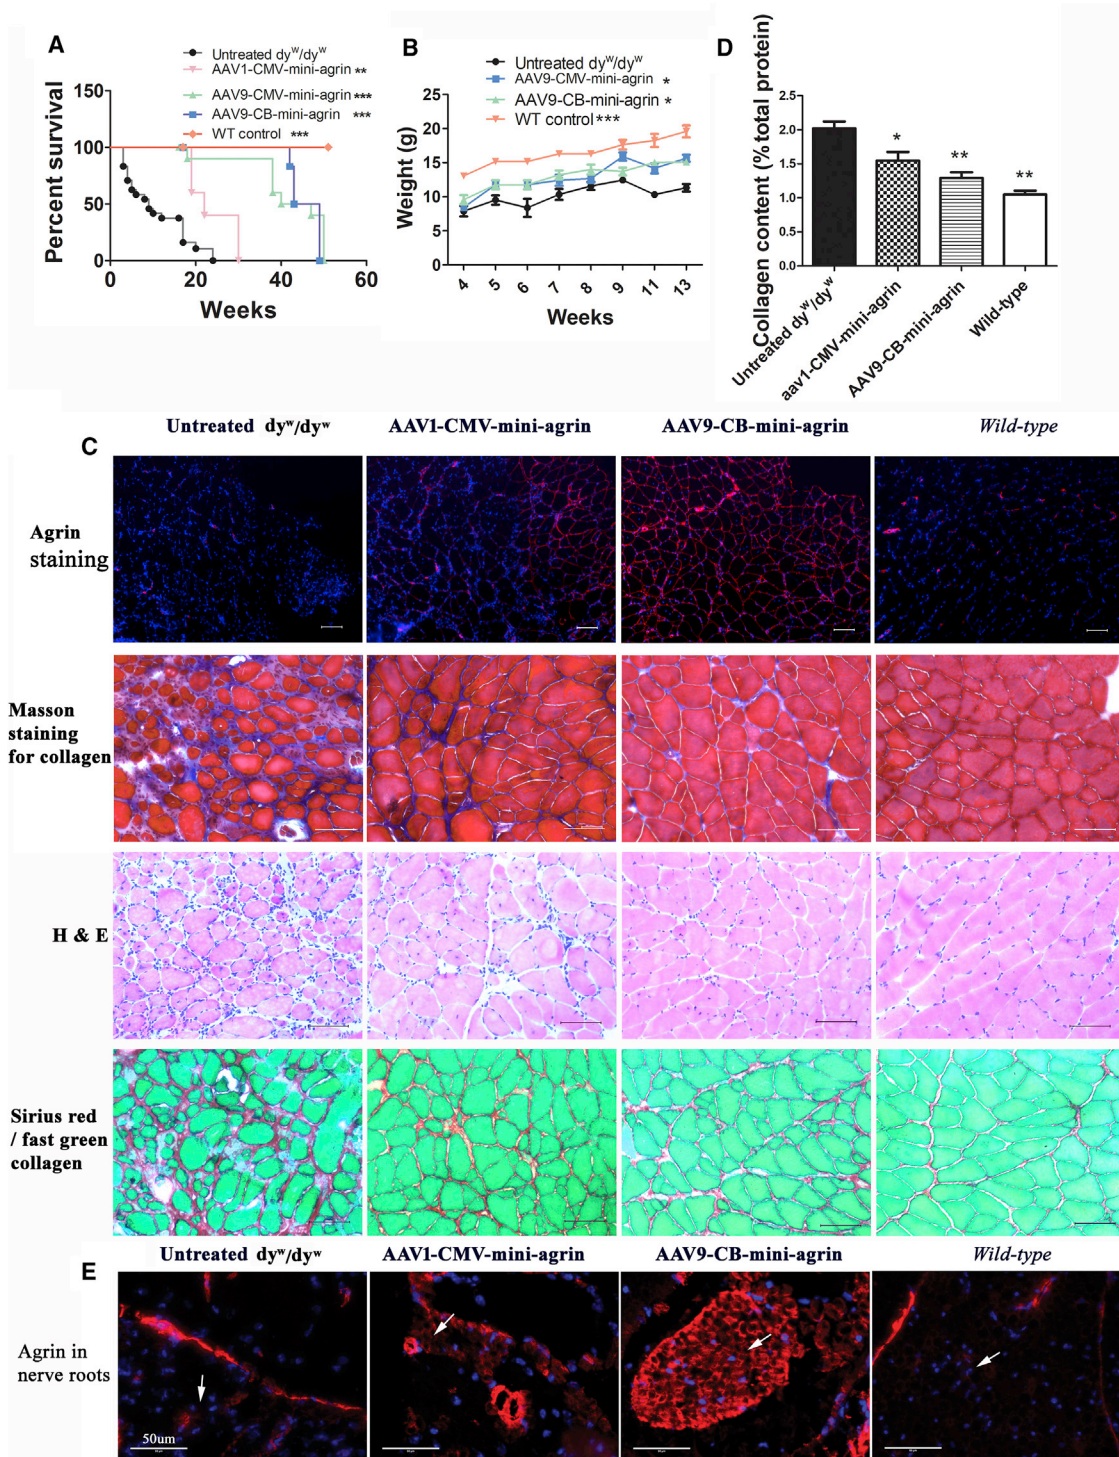 A
Untreated dyʷ/dyʷ
AAV1-CMV-mini-agrin **
AAV9-CMV-mini-agrin ***
AAV9-CB-mini-agrin ***
WT control ***
Percent survival
150
100
50
0
0 20 40 60
Weeks
B
Untreated dyʷ/dyʷ
AAV9-CMV-mini-agrin *
AAV9-CB-mini-agrin *
WT control ***
Weight (g)
25
20
15
10
5
0
4 5 6 7 8 9 11 13
Weeks
D
Collagen content (% total protein)
2.5
2.0
1.5
1.0
0.5
0.0
* ** **
Untreated dyʷ/dyʷ
aav1-CMV-mini-agrin
AAV9-CB-mini-agrin
Wild-type
C
Untreated dyʷ/dyʷ AAV1-CMV-mini-agrin AAV9-CB-mini-agrin Wild-type
Agrin
staining
Masson
staining
for collagen
H & E
Sirius red
/ fast green
collagen
E
Untreated dyʷ/dyʷ AAV1-CMV-mini-agrin AAV9-CB-mini-agrin Wild-type
Agrin in
nerve roots
50um